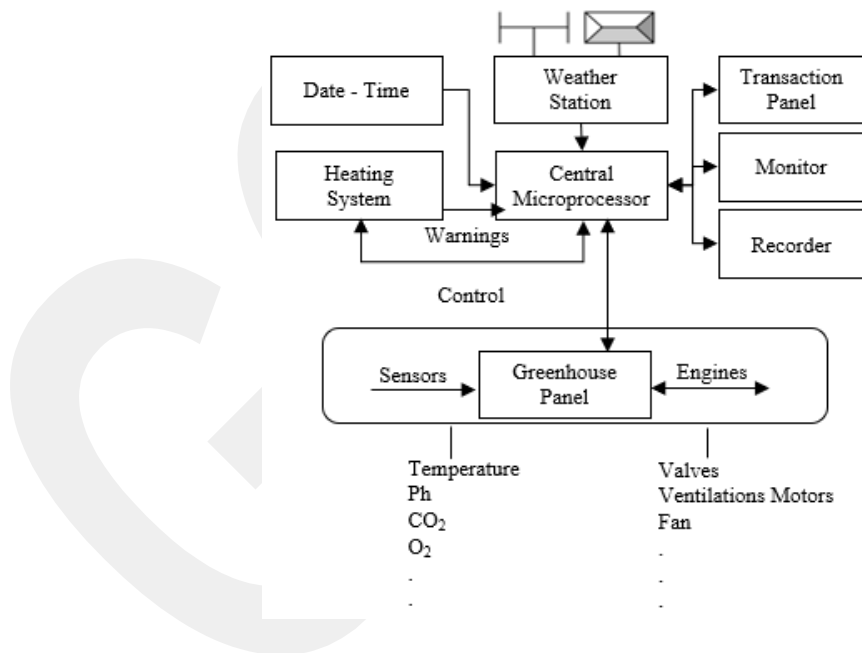 Date - Time
Weather
Station
Transaction
Panel
Heating
System
Central
Microprocessor
Monitor
Warnings
Recorder
Control
Sensors
Greenhouse
Panel
Engines
Temperature
Ph
CO₂
O₂
.
.
Valves
Ventilations Motors
Fan
.
.
.